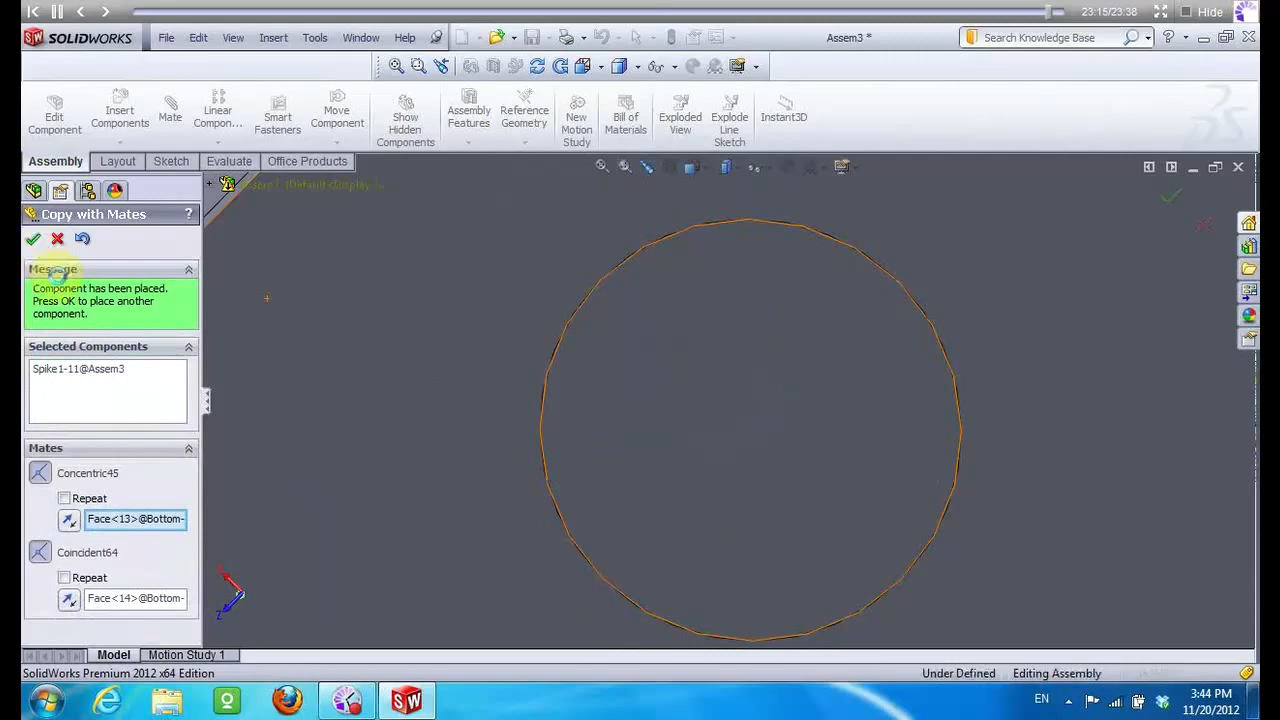 23:15/23:38 Hide
SOLIDWORKS File Edit View Insert Tools Window Help Assem3 * Search Knowledge Base
Edit Component
Insert Components
Mate
Linear Compon...
Smart Fasteners
Move Component
Show Hidden Components
Assembly Features
Reference Geometry
New Motion Study
Bill of Materials
Exploded View
Explode Line Sketch
Instant3D
Assembly Layout Sketch Evaluate Office Products
Copy with Mates ?
Message
Component has been placed.
Press OK to place another
component.
Selected Components
Spike1-11@Assem3
Mates
Concentric45
Repeat
Face<13>@Bottom-
Coincident64
Repeat
Face<14>@Bottom-
Z
Model Motion Study 1
SolidWorks Premium 2012 x64 Edition Under Defined Editing Assembly
EN 3:44 PM
11/20/2012